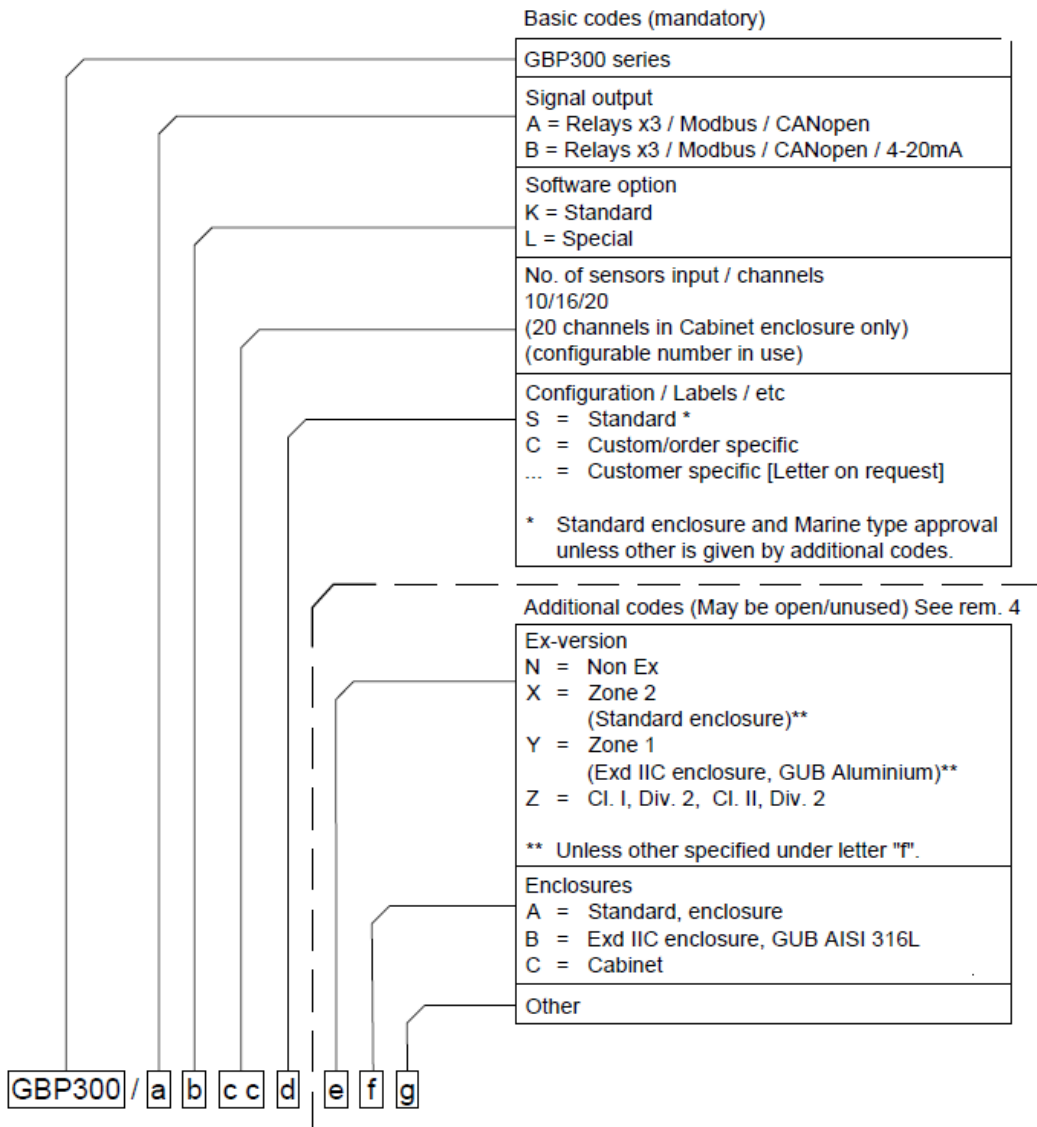 Basic codes (mandatory)
GBP300 series
Signal output
A = Relays x3 / Modbus / CANopen
B = Relays x3 / Modbus / CANopen / 4-20mA
Software option
K = Standard
L = Special
No. of sensors input / channels
10/16/20
(20 channels in Cabinet enclosure only)
(configurable number in use)
Configuration / Labels / etc
S = Standard *
C = Custom/order specific
... = Customer specific [Letter on request]
* Standard enclosure and Marine type approval
unless other is given by additional codes.
Additional codes (May be open/unused) See rem. 4
Ex-version
N = Non Ex
X = Zone 2
(Standard enclosure)**
Y = Zone 1
(Exd IIC enclosure, GUB Aluminium)**
Z = Cl. I, Div. 2, Cl. II, Div. 2
** Unless other specified under letter "f".
Enclosures
A = Standard, enclosure
B = Exd IIC enclosure, GUB AISI 316L
C = Cabinet
Other
GBP300 / a b c c d e f g